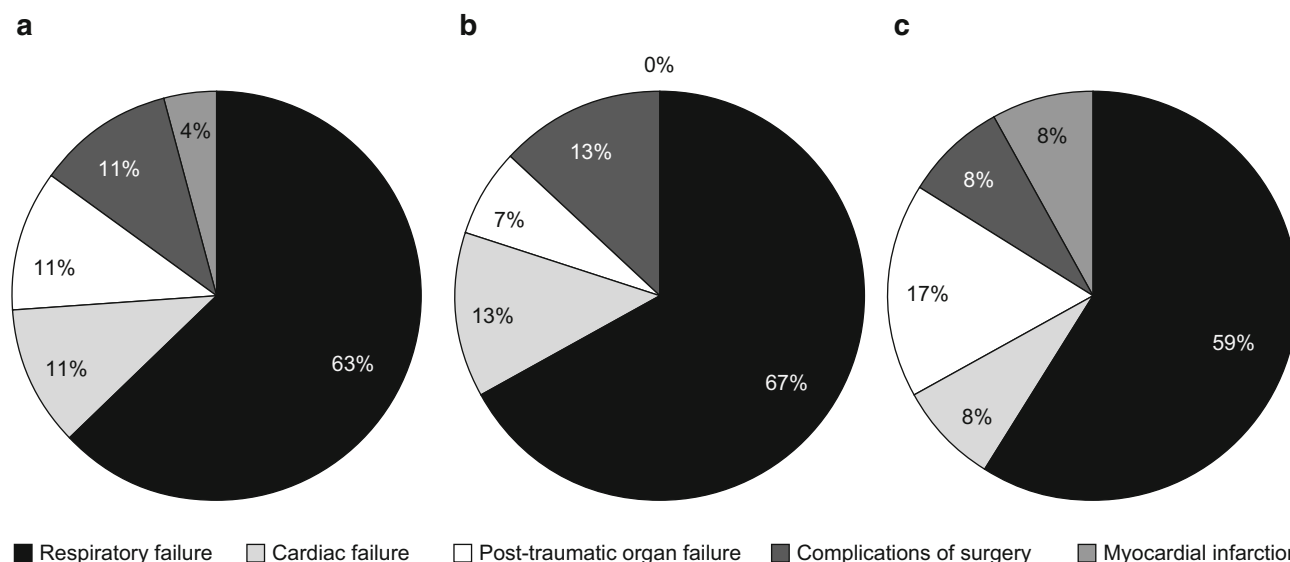 a b c
0%
4% 13% 8%
11% 8%
11% 7% 17%
11% 13% 8%
63% 67% 59%
Respiratory failure Cardiac failure Post-traumatic organ failure Complications of surgery Myocardial infarction